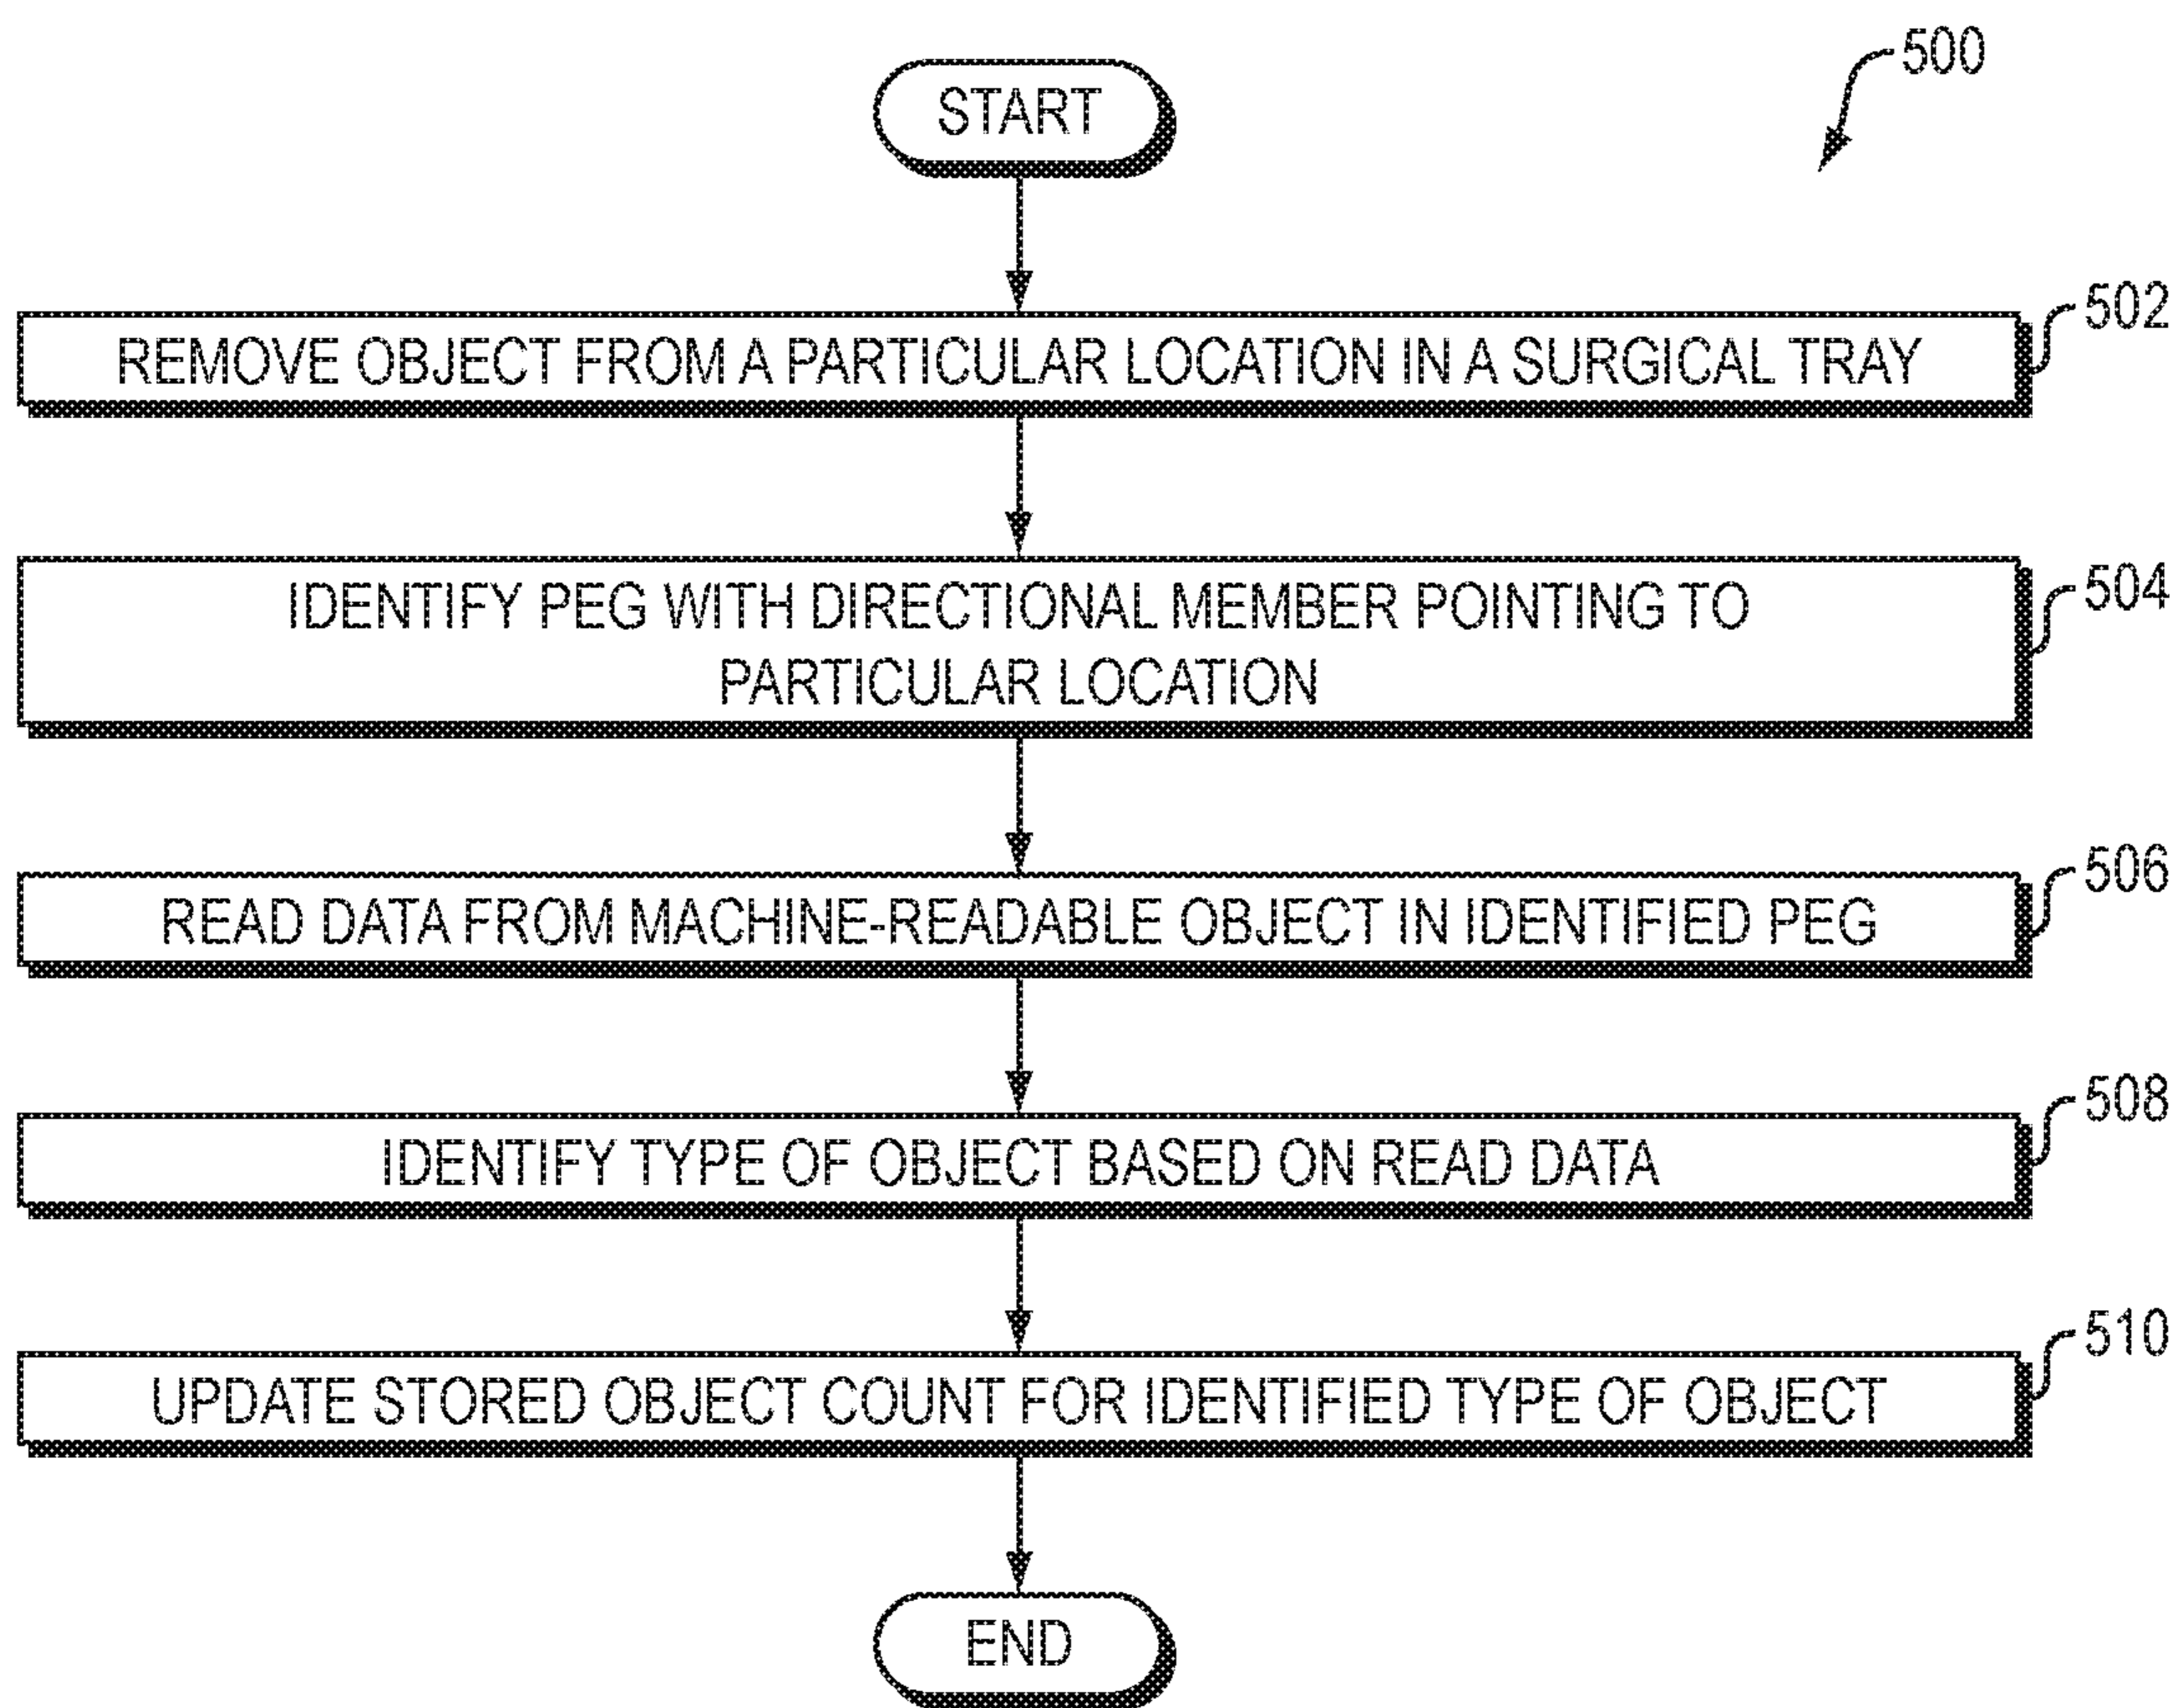 500
START
REMOVE OBJECT FROM A PARTICULAR LOCATION IN A SURGICAL TRAY
502
IDENTIFY PEG WITH DIRECTIONAL MEMBER POINTING TO
PARTICULAR LOCATION
504
READ DATA FROM MACHINE-READABLE OBJECT IN IDENTIFIED PEG
506
IDENTIFY TYPE OF OBJECT BASED ON READ DATA
508
UPDATE STORED OBJECT COUNT FOR IDENTIFIED TYPE OF OBJECT
510
END